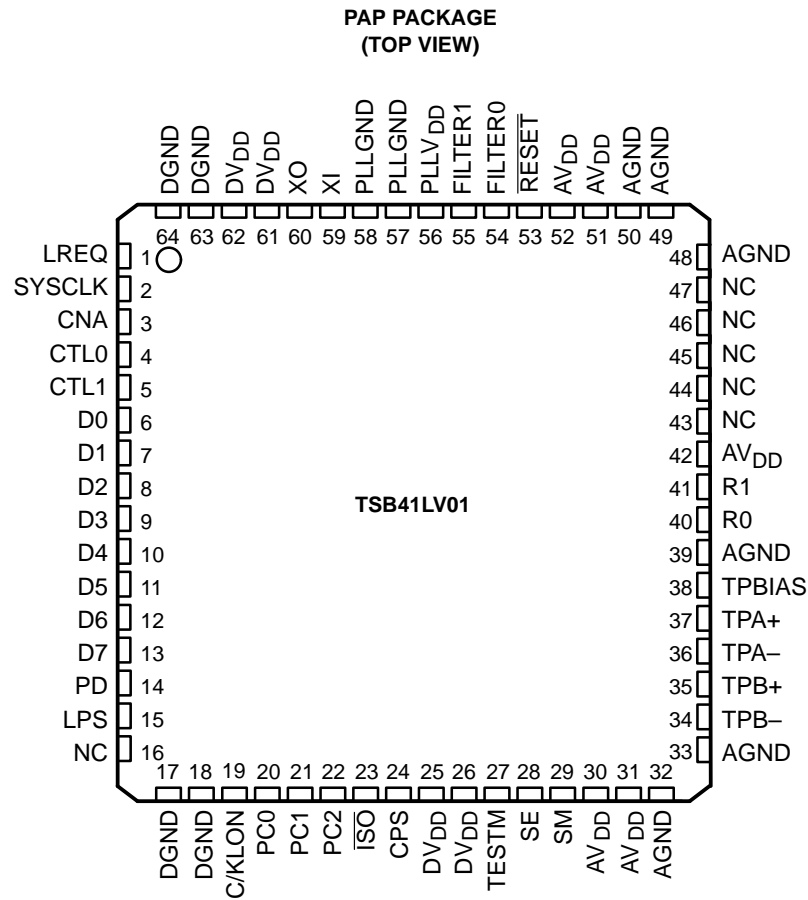 PAP PACKAGE
(TOP VIEW)
DGND
DGND
DVDD
DVDD
XO
XI
PLLGND
PLLGND
PLLVDD
FILTER1
FILTER0
RESET
AVDD
AVDD
AGND
AGND
64 63 62 61 60 59 58 57 56 55 54 53 52 51 50 49
LREQ 1
SYSCLK 2
CNA 3
CTL0 4
CTL1 5
D0 6
D1 7
D2 8
D3 9
D4 10
D5 11
D6 12
D7 13
PD 14
LPS 15
NC 16
TSB41LV01
48 AGND
47 NC
46 NC
45 NC
44 NC
43 NC
42 AVDD
41 R1
40 R0
39 AGND
38 TPBIAS
37 TPA+
36 TPA–
35 TPB+
34 TPB–
33 AGND
17 18 19 20 21 22 23 24 25 26 27 28 29 30 31 32
DGND
DGND
C/KLON
PC0
PC1
PC2
ISO
CPS
DVDD
DVDD
TESTM
SE
SM
AVDD
AVDD
AGND